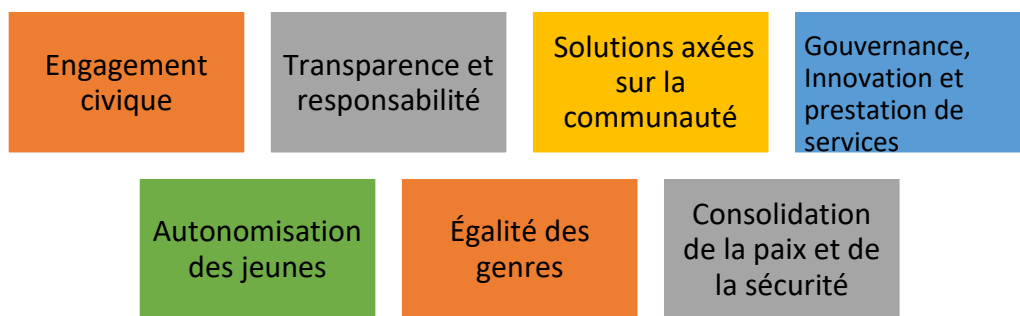 Engagement
civique
Transparence et
responsabilité
Solutions axées
sur la
communauté
Gouvernance,
Innovation et
prestation de
services
Autonomisation
des jeunes
Égalité des
genres
Consolidation
de la paix et de
la sécurité